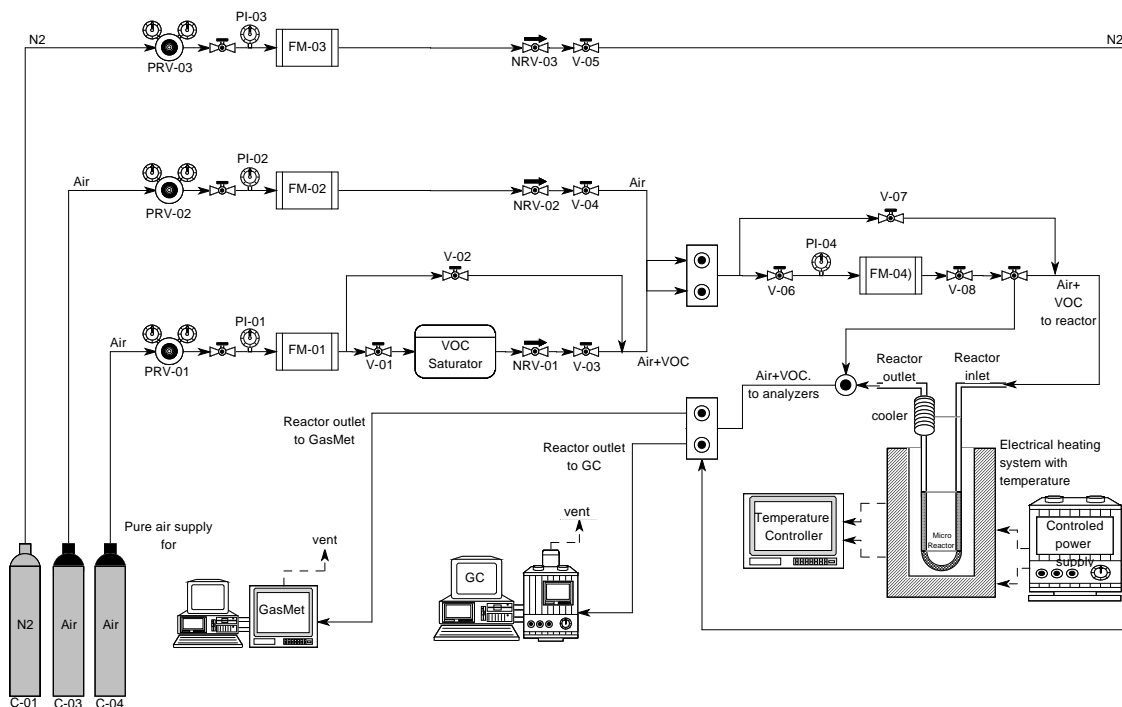 PI-03
N2
FM-03
N2
PRV-03
NRV-03
V-05
PI-02
Air
FM-02
Air
PRV-02
NRV-02
V-04
V-07
PI-04
V-02
FM-04)
V-06
V-08
Air+
VOC
to reactor
PI-01
Air
FM-01
VOC
Saturator
PRV-01
V-01
NRV-01
V-03
Air+VOC
Reactor
outlet
Reactor
inlet
Air+VOC.
to analyzers
cooler
Reactor outlet
to GasMet
Reactor outlet
to GC
Electrical heating
system with
temperature
Pure air supply
for
vent
vent
Temperature
Controller
Micro
Reactor
Controled
power
supply
GC
GasMet
N2
Air
Air
C-01
C-03
C-04